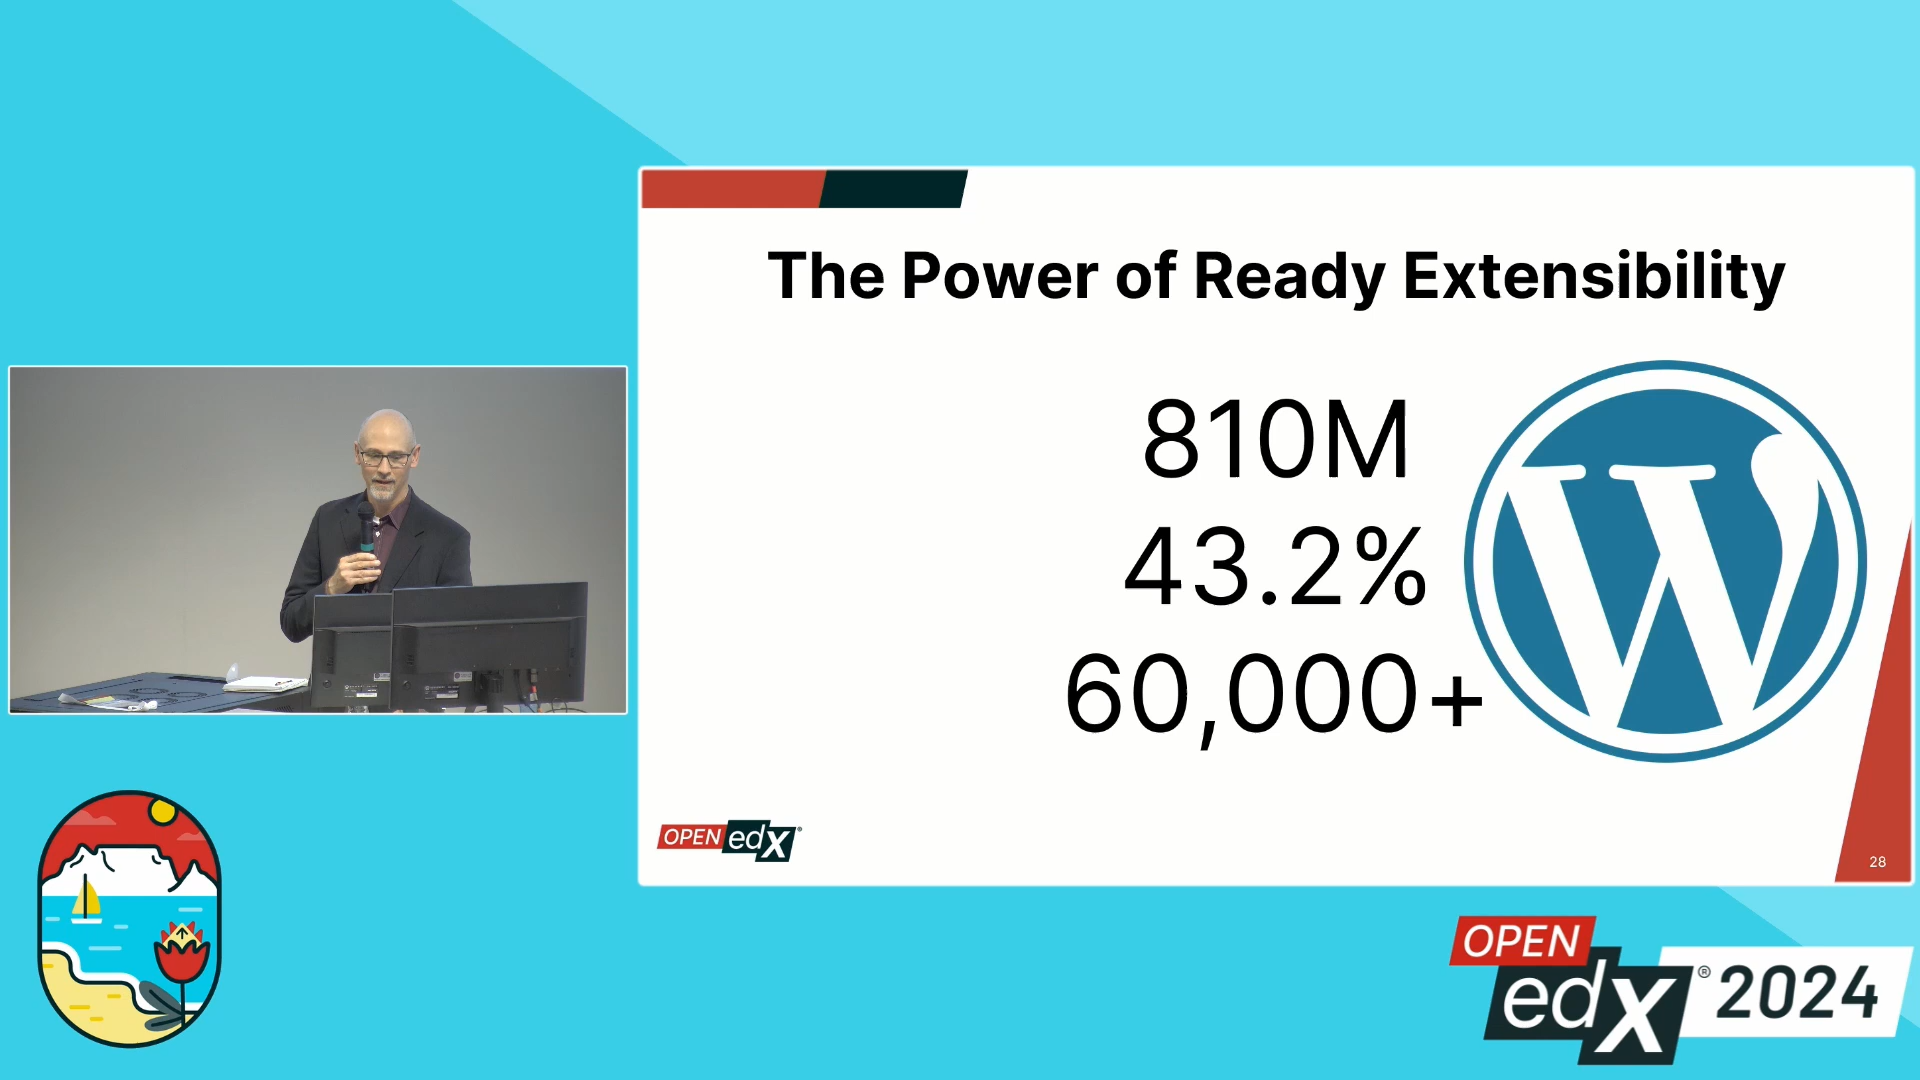 The Power of Ready Extensibility
810M
43.2%
60,000+
W
OPEN edX®
28
OPEN
edX® 2024